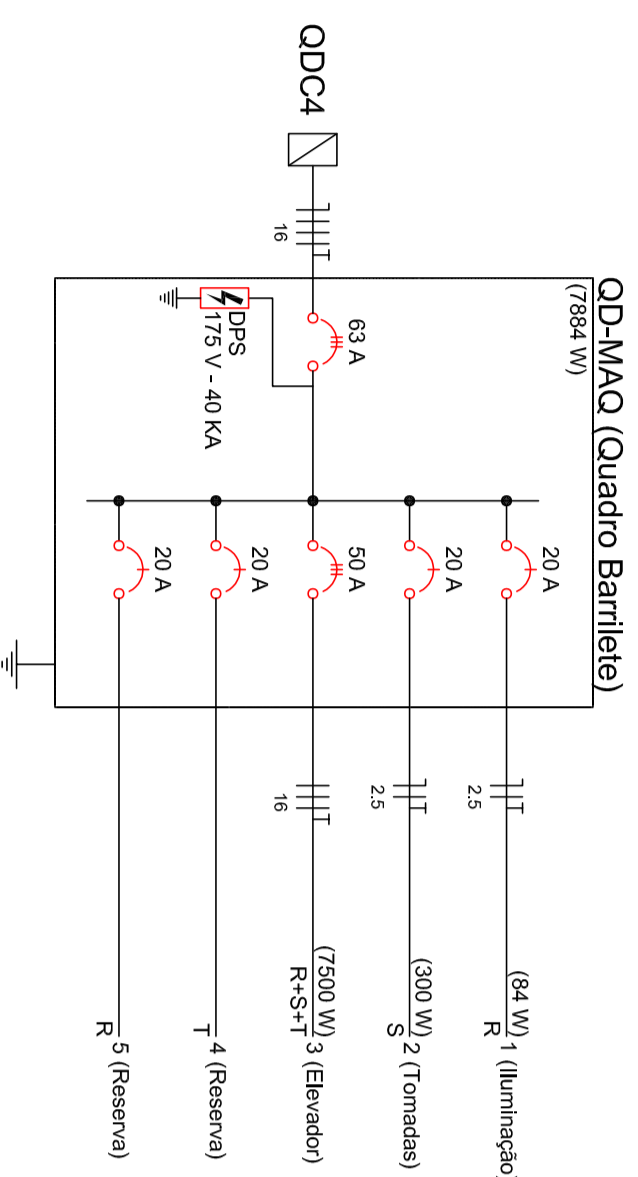 QD-MAQ (Quadro Barrilete)
(7884 W)
QDC4
16
63 A
DPS
175 V - 40 KA
20 A
2.5
(84 W)
R
1 (Iluminação)
20 A
2.5
(300 W)
S
2 (Tomadas)
50 A
16
(7500 W)
R+S+T
3 (Elevador)
20 A
T
4 (Reserva)
20 A
R
5 (Reserva)